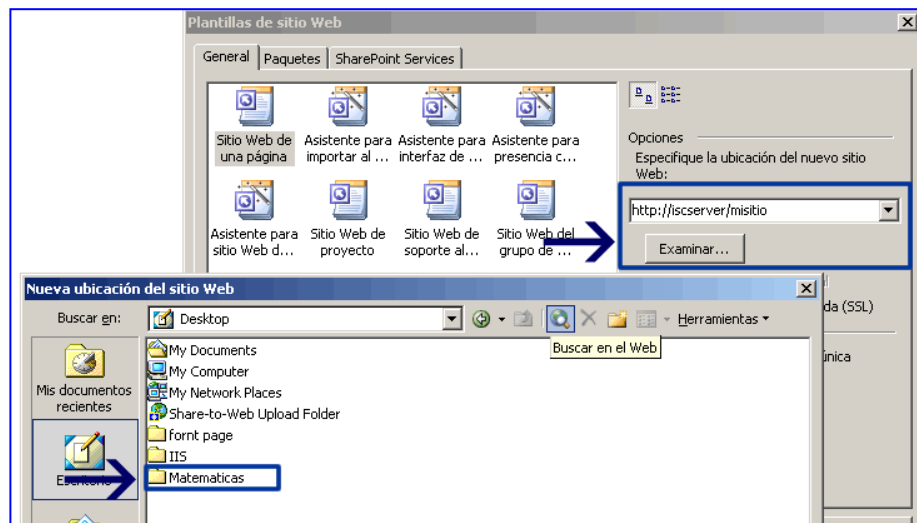 Plantillas de sitio Web
General
Paquetes
SharePoint Services
Sitio Web de
una página
Asistente para
importar al ...
Asistente para
interfaz de ...
Asistente para
presencia c...
Asistente para
sitio Web d...
Sitio Web de
proyecto
Sitio Web de
soporte al...
Sitio Web del
grupo de ...
Opciones
Especifique la ubicación del nuevo sitio
Web:
http://iscserver/misitio
Examinar...
da (SSL)
única
Nueva ubicación del sitio Web
Buscar en:
Desktop
Herramientas
Buscar en el Web
Mis documentos
recientes
Escritorio
My Documents
My Computer
My Network Places
Share-to-Web Upload Folder
fornt page
IIS
Matematicas